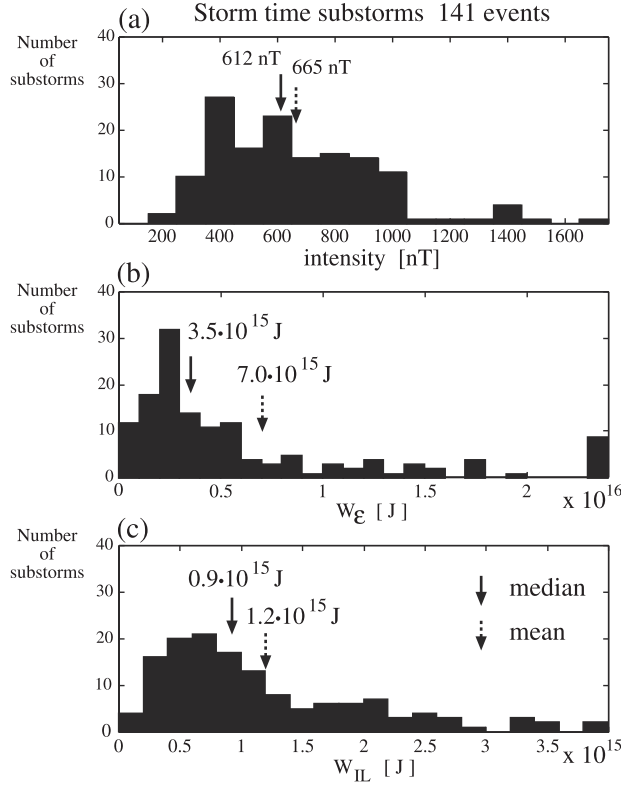 Storm time substorms 141 events
(a)
Number
of
substorms
612 nT
665 nT
40
30
20
10
0
200 400 600 800 1000 1200 1400 1600
intensity [nT]
(b)
Number
of
substorms
3.5•10 15 J
7.0•10 15 J
40
30
20
10
0
0 0.5 1 1.5 2
x 10 16
Wε [ J ]
(c)
Number
of
substorms
0.9•10 15 J
1.2•10 15 J
median
mean
40
30
20
10
0
0 0.5 1 1.5 2 2.5 3 3.5
x 10 15
WIL [ J ]